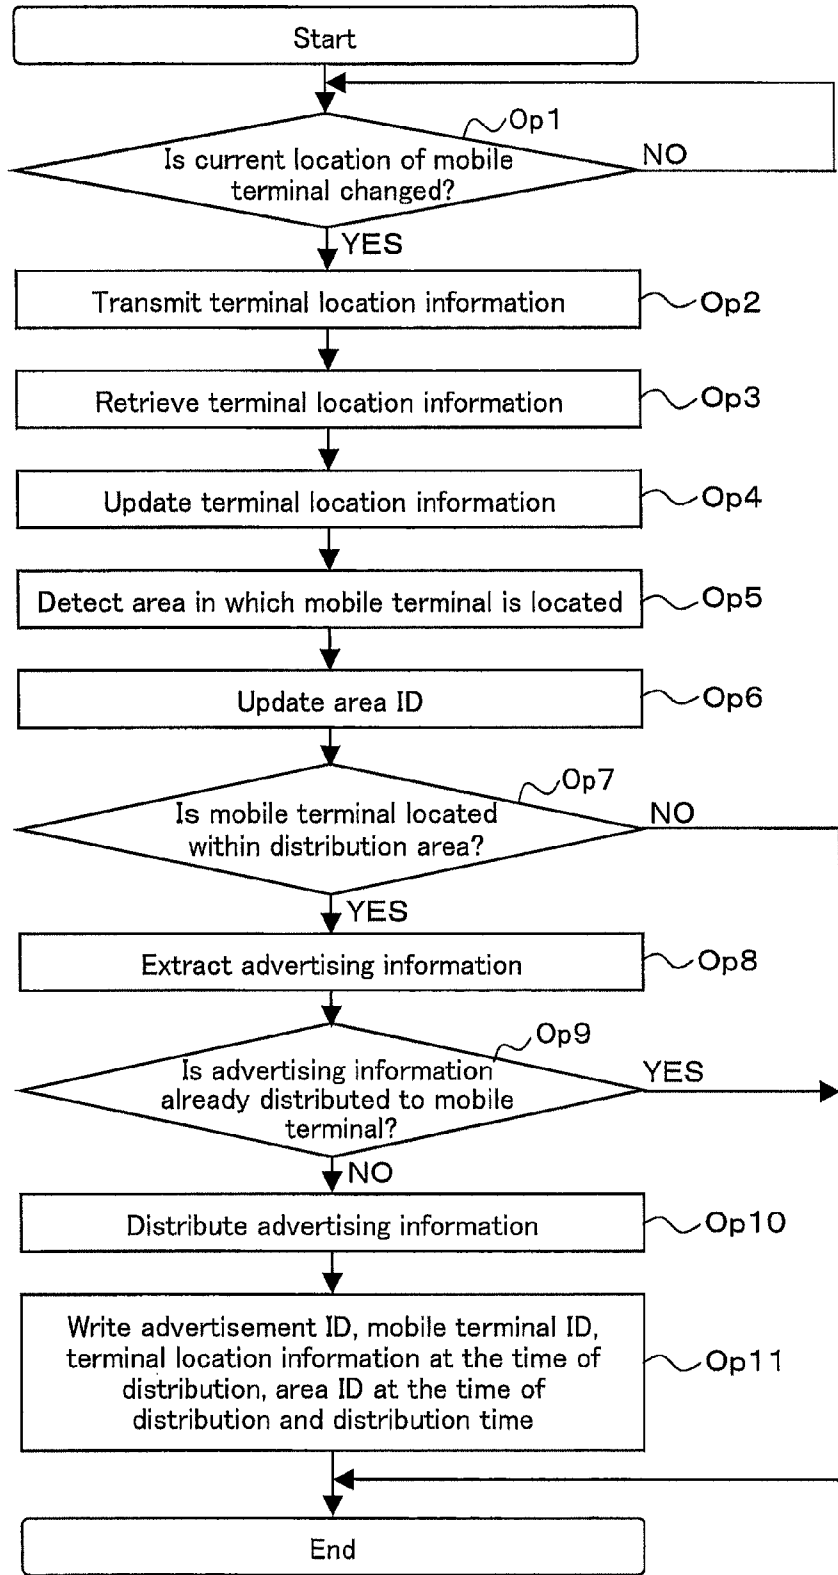 Start
Op1
Is current location of mobile
terminal changed?
NO
YES
Transmit terminal location information
Op2
Retrieve terminal location information
Op3
Update terminal location information
Op4
Detect area in which mobile terminal is located
Op5
Update area ID
Op6
Op7
Is mobile terminal located
within distribution area?
NO
YES
Extract advertising information
Op8
Op9
Is advertising information
already distributed to mobile
terminal?
YES
NO
Distribute advertising information
Op10
Write advertisement ID, mobile terminal ID,
terminal location information at the time of
distribution, area ID at the time of
distribution and distribution time
Op11
End